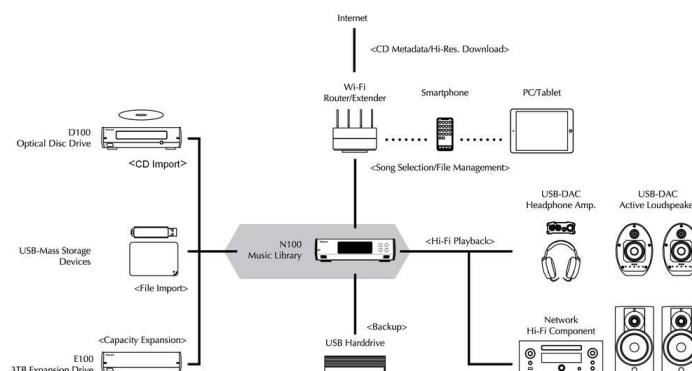 Internet
<CD Metadata/Hi-Res. Download>
Wi-Fi
Router/Extender
Smartphone
PC/Tablet
D100
Optical Disc Drive
<CD Import>
<Song Selection/File Management>
USB-DAC
Headphone Amp.
USB-DAC
Active Loudspeake
N100
Music Library
<Hi-Fi Playback>
USB-Mass Storage
Devices
<File Import>
Network
Hi-Fi Component
<Backup>
USB Harddrive
<Capacity Expansion>
E100
3TB Expansion Drive